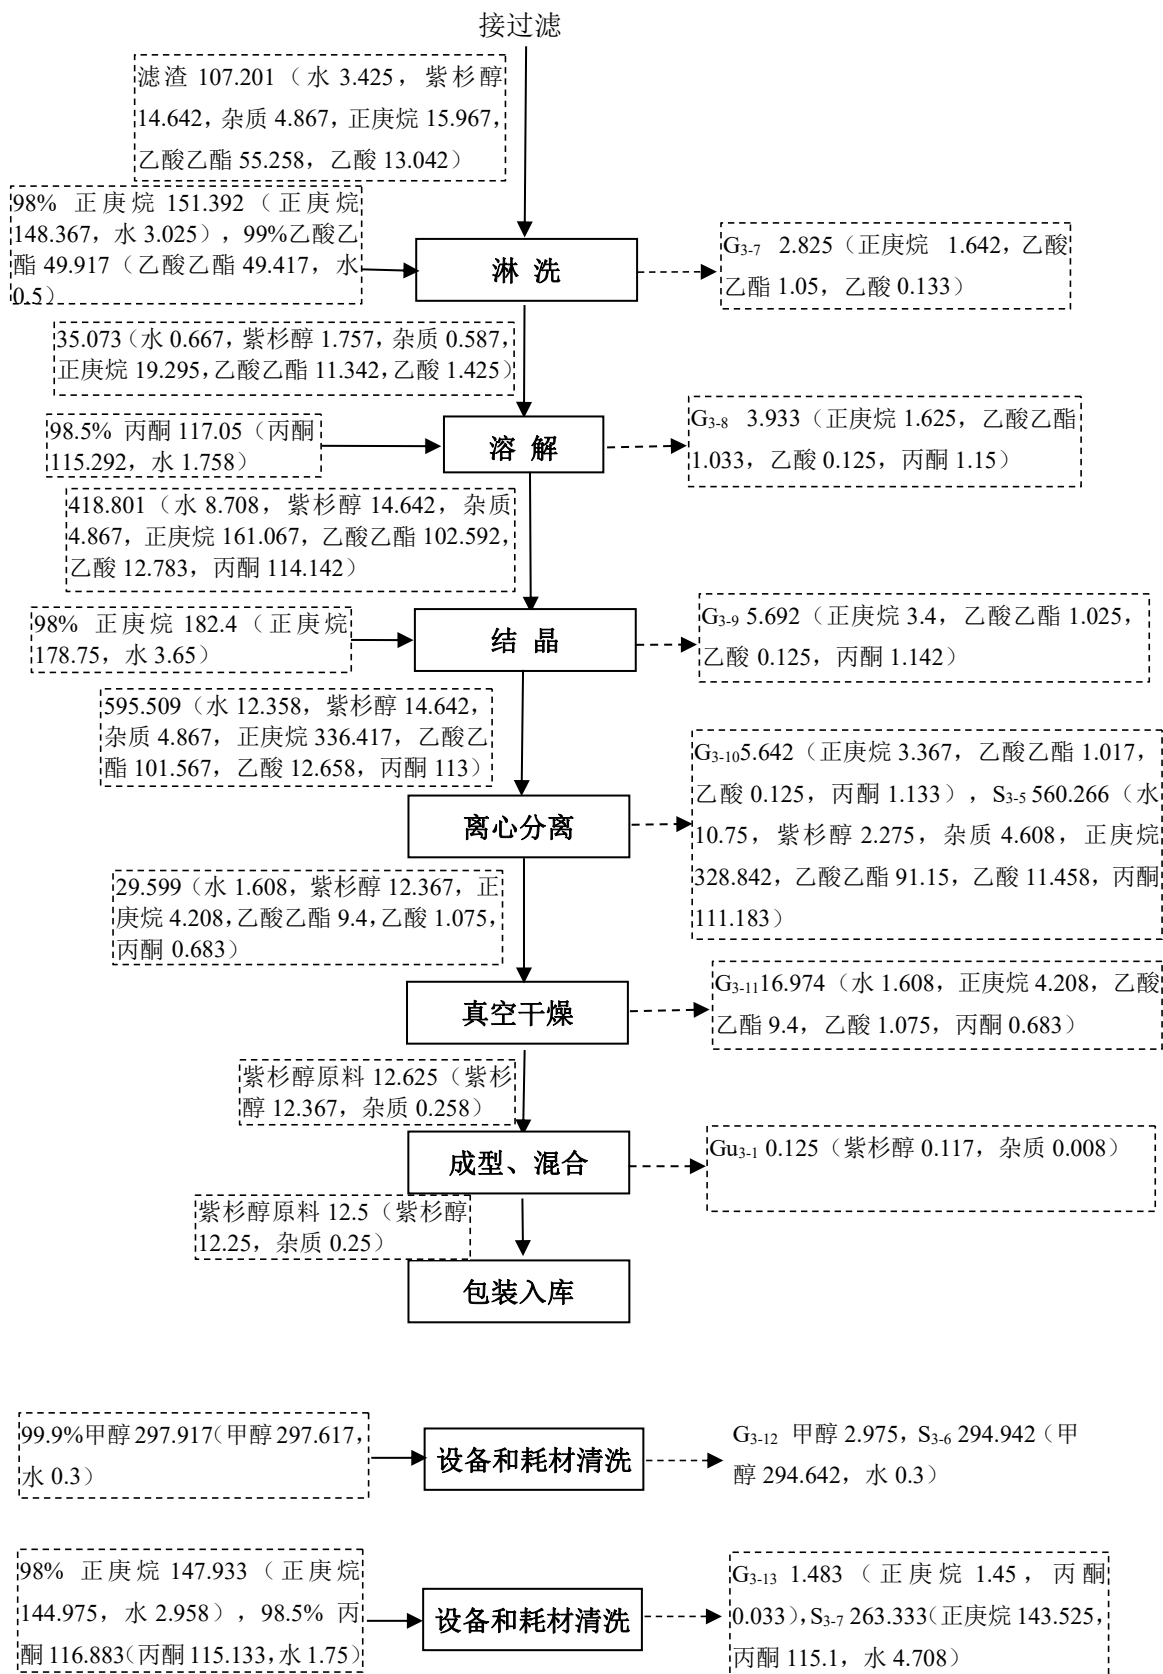 接过滤
滤渣 107.201（水 3.425，紫杉醇
14.642，杂质 4.867，正庚烷 15.967，
乙酸乙酯 55.258，乙酸 13.042）
98% 正庚烷 151.392（正庚烷
148.367，水 3.025），99%乙酸乙
酯 49.917（乙酸乙酯 49.417，水
0.5）
淋 洗
G3-7 2.825（正庚烷 1.642，乙酸
乙酯 1.05，乙酸 0.133）
35.073（水 0.667，紫杉醇 1.757，杂质 0.587，
正庚烷 19.295，乙酸乙酯 11.342，乙酸 1.425）
98.5% 丙酮 117.05（丙酮
115.292，水 1.758）
溶 解
G3-8 3.933（正庚烷 1.625，乙酸乙酯
1.033，乙酸 0.125，丙酮 1.15）
418.801（水 8.708，紫杉醇 14.642，杂质
4.867，正庚烷 161.067，乙酸乙酯 102.592，
乙酸 12.783，丙酮 114.142）
98% 正庚烷 182.4（正庚烷
178.75，水 3.65）
结 晶
G3-9 5.692（正庚烷 3.4，乙酸乙酯 1.025，
乙酸 0.125，丙酮 1.142）
595.509（水 12.358，紫杉醇 14.642，
杂质 4.867，正庚烷 336.417，乙酸乙
酯 101.567，乙酸 12.658，丙酮 113）
离心分离
G3-105.642（正庚烷 3.367，乙酸乙酯 1.017，
乙酸 0.125，丙酮 1.133），S3-5 560.266（水
10.75，紫杉醇 2.275，杂质 4.608，正庚烷
328.842，乙酸乙酯 91.15，乙酸 11.458，丙酮
111.183）
29.599（水 1.608，紫杉醇 12.367，正
庚烷 4.208，乙酸乙酯 9.4，乙酸 1.075，
丙酮 0.683）
真空干燥
G3-1116.974（水 1.608，正庚烷 4.208，乙酸
乙酯 9.4，乙酸 1.075，丙酮 0.683）
紫杉醇原料 12.625（紫杉
醇 12.367，杂质 0.258）
成型、混合
Gu3-1 0.125（紫杉醇 0.117，杂质 0.008）
紫杉醇原料 12.5（紫杉醇
12.25，杂质 0.25）
包装入库
99.9%甲醇 297.917（甲醇 297.617，
水 0.3）
设备和耗材清洗
G3-12 甲醇 2.975，S3-6 294.942（甲
醇 294.642，水 0.3）
98% 正庚烷 147.933（正庚烷
144.975，水 2.958），98.5% 丙
酮 116.883（丙酮 115.133，水 1.75）
设备和耗材清洗
G3-13 1.483（正庚烷 1.45，丙酮
0.033），S3-7 263.333（正庚烷 143.525，
丙酮 115.1，水 4.708）